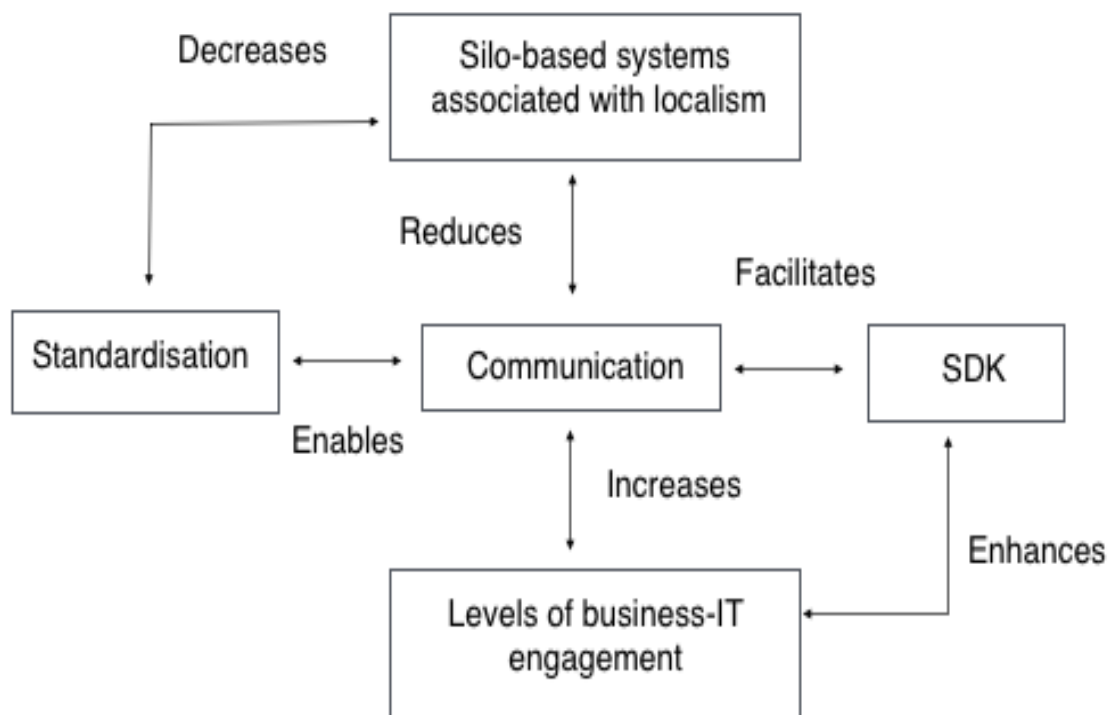 Decreases
Silo-based systems
associated with localism
Reduces
Facilitates
Standardisation
Communication
SDK
Enables
Increases
Enhances
Levels of business-IT
engagement